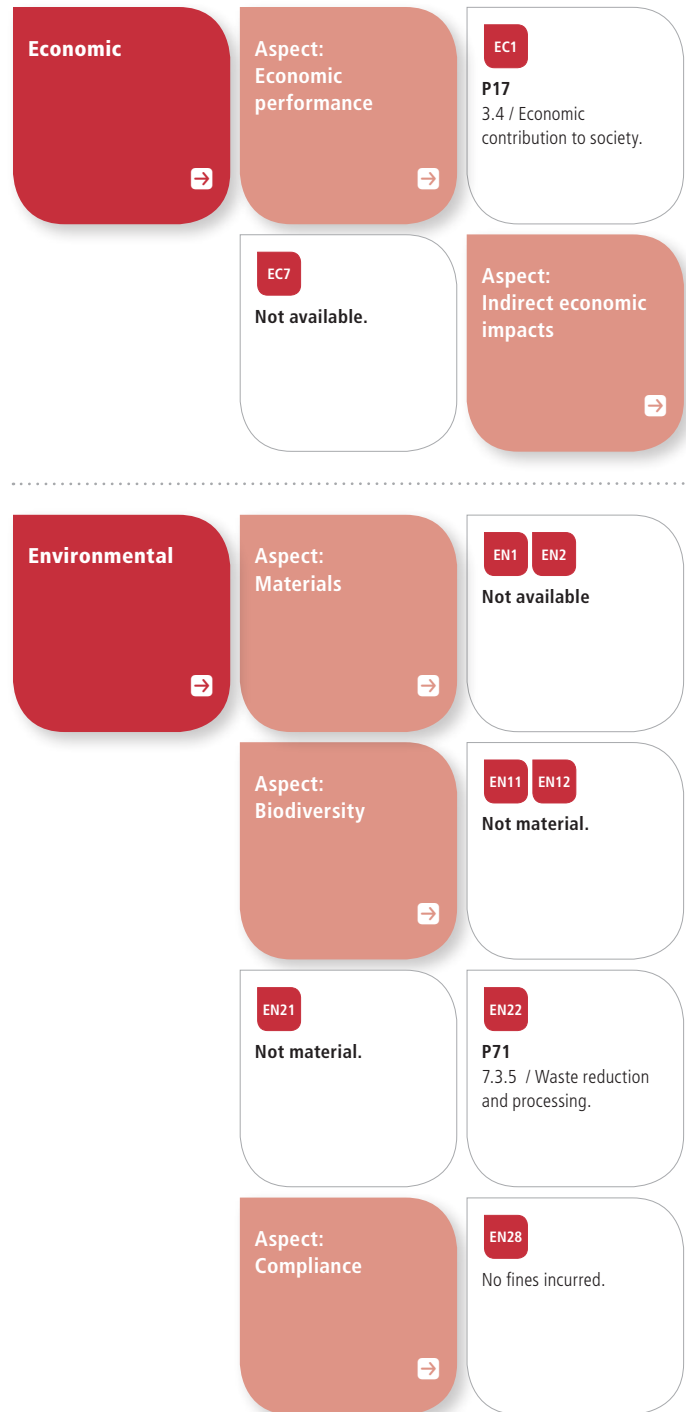 Economic
Aspect:
Economic
performance
EC1
P17
3.4 / Economic
contribution to society.
EC7
Not available.
Aspect:
Indirect economic
impacts
Environmental
Aspect:
Materials
EN1 EN2
Not available
Aspect:
Biodiversity
EN11 EN12
Not material.
EN21
Not material.
EN22
P71
7.3.5 / Waste reduction
and processing.
Aspect:
Compliance
EN28
No fines incurred.